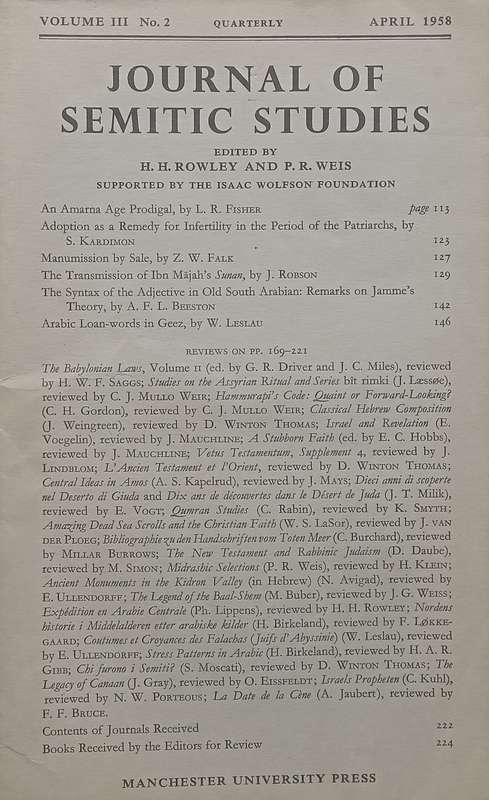 VOLUME III No. 2 QUARTERLY APRIL 1958
JOURNAL OF
SEMITIC STUDIES
EDITED BY
H. H. ROWLEY AND P. R. WEIS
SUPPORTED BY THE ISAAC WOLFSON FOUNDATION
An Amarna Age Prodigal, by L. R. FISHER page 113
Adoption as a Remedy for Infertility in the Period of the Patriarchs, by
S. KARDIMON 123
Manumission by Sale, by Z. W. FALK 127
The Transmission of Ibn Mājah's Sunan, by J. ROBSON 129
The Syntax of the Adjective in Old South Arabian: Remarks on Jamme's
Theory, by A. F. L. BEESTON 142
Arabic Loan-words in Geez, by W. LESLAU 146
REVIEWS ON PP. 169–221
The Babylonian Laws, Volume II (ed. by G. R. Driver and J. C. Miles), reviewed
by H. W. F. SAGGS; Studies on the Assyrian Ritual and Series bît rimki (J. Læssøe),
reviewed by C. J. MULLO WEIR; Hammurapi's Code: Quaint or Forward-Looking?
(C. H. Gordon), reviewed by C. J. MULLO WEIR; Classical Hebrew Composition
(J. Weingreen), reviewed by D. WINTON THOMAS; Israel and Revelation (E.
Voegelin), reviewed by J. MAUCHLINE; A Stubborn Faith (ed. by E. C. Hobbs),
reviewed by J. MAUCHLINE; Vetus Testamentum, Supplement 4, reviewed by J.
LINDBLOM; L'Ancien Testament et l'Orient, reviewed by D. WINTON THOMAS;
Central Ideas in Amos (A. S. Kapelrud), reviewed by J. MAYS; Dieci anni di scoperte
nel Deserto di Giuda and Dix ans de découvertes dans le Désert de Juda (J. T. Milik),
reviewed by E. VOGT; Qumran Studies (C. Rabin), reviewed by K. SMYTH;
Amazing Dead Sea Scrolls and the Christian Faith (W. S. LaSor), reviewed by J. VAN
DER PLOEG; Bibliographie zu den Handschriften vom Toten Meer (C. Burchard), reviewed
by MILLAR BURROWS; The New Testament and Rabbinic Judaism (D. Daube),
reviewed by M. SIMON; Midrashic Selections (P. R. Weis), reviewed by H. KLEIN;
Ancient Monuments in the Kidron Valley (in Hebrew) (N. Avigad), reviewed by
E. ULLENDORFF; The Legend of the Baal-Shem (M. Buber), reviewed by J. G. WEISS;
Expédition en Arabie Centrale (Ph. Lippens), reviewed by H. H. ROWLEY; Nordens
historie i Middelalderen etter arabiske kilder (H. Birkeland), reviewed by F. LØKKE-
GAARD; Coutumes et Croyances des Falachas (Juifs d'Abyssinie) (W. Leslau), reviewed
by E. ULLENDORFF; Stress Patterns in Arabic (H. Birkeland), reviewed by H. A. R.
GIBB; Chi furono i Semiti? (S. Moscati), reviewed by D. WINTON THOMAS; The
Legacy of Canaan (J. Gray), reviewed by O. EISSFELDT; Israels Propheten (C. Kuhl),
reviewed by N. W. PORTEOUS; La Date de la Cène (A. Jaubert), reviewed by
F. F. BRUCE.
Contents of Journals Received 222
Books Received by the Editors for Review 224
MANCHESTER UNIVERSITY PRESS